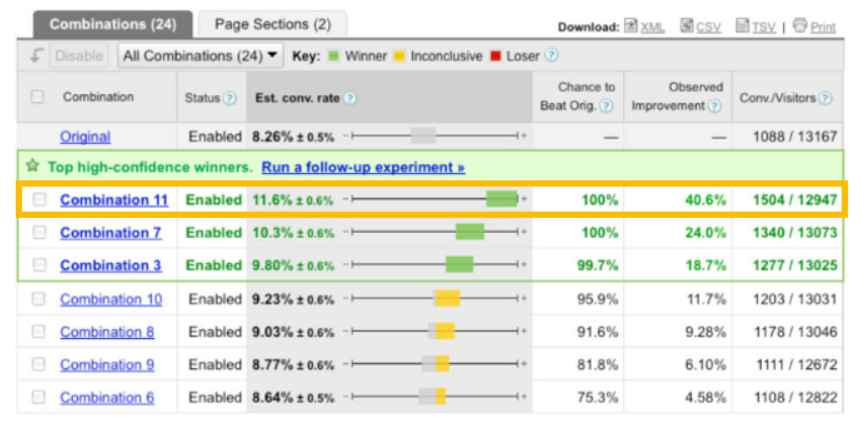 Combinations (24) Page Sections (2) Download: XML CSV TSV | Print
Disable All Combinations (24) Key: Winner Inconclusive Loser ?
Combination Status ? Est. conv. rate ? Chance to Beat Orig. ? Observed Improvement ? Conv./Visitors ?
Original Enabled 8.26% ± 0.5% — — 1088 / 13167
Top high-confidence winners. Run a follow-up experiment »
Combination 11 Enabled 11.6% ± 0.6% 100% 40.6% 1504 / 12947
Combination 7 Enabled 10.3% ± 0.6% 100% 24.0% 1340 / 13073
Combination 3 Enabled 9.80% ± 0.6% 99.7% 18.7% 1277 / 13025
Combination 10 Enabled 9.23% ± 0.6% 95.9% 11.7% 1203 / 13031
Combination 8 Enabled 9.03% ± 0.6% 91.6% 9.28% 1178 / 13046
Combination 9 Enabled 8.77% ± 0.6% 81.8% 6.10% 1111 / 12672
Combination 6 Enabled 8.64% ± 0.5% 75.3% 4.58% 1108 / 12822